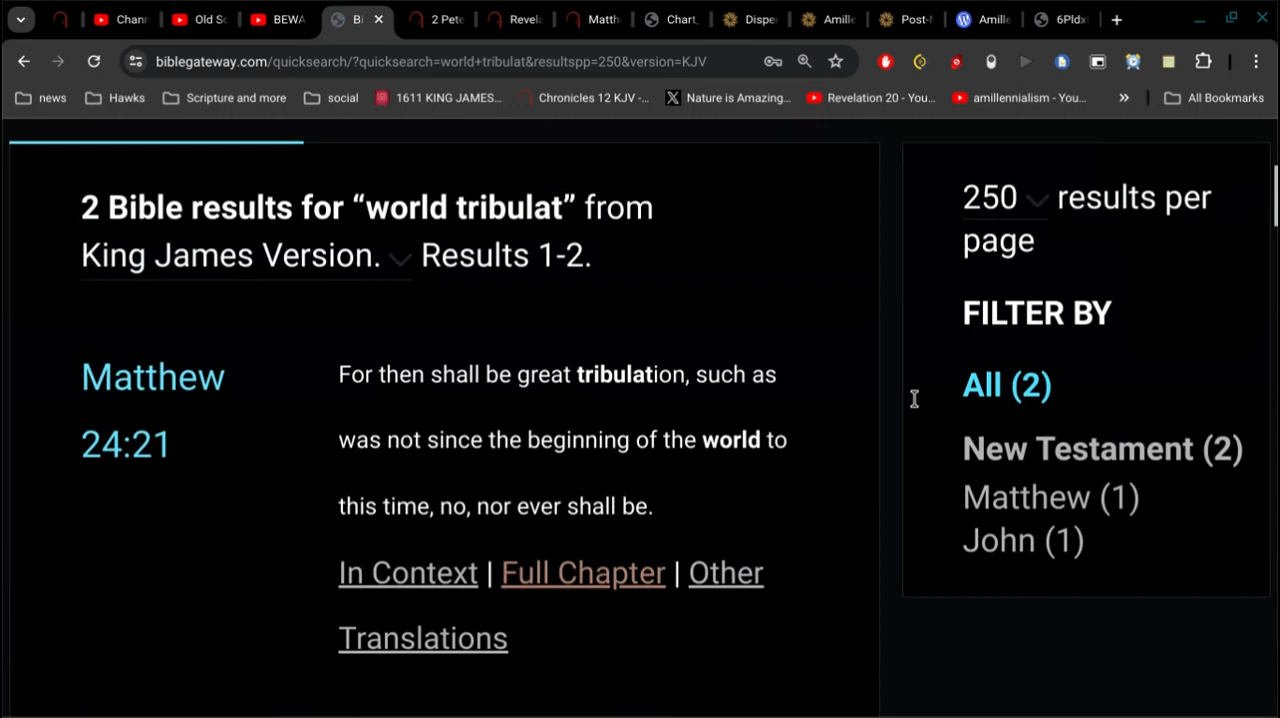 Chann
Old Sc
BEWA
Bi
2 Pete
Revela
Matth
Chart_
Disper
Amille
Post-M
Amille
6Pldx
biblegateway.com/quicksearch/?quicksearch=world+tribulat&resultspp=250&version=KJV
news
Hawks
Scripture and more
social
1611 KING JAMES...
Chronicles 12 KJV -...
Nature is Amazing...
Revelation 20 - You...
amillennialism - You...
All Bookmarks
2 Bible results for “world tribulat” from
King James Version. Results 1-2.
Matthew
24:21
For then shall be great tribulation, such as
was not since the beginning of the world to
this time, no, nor ever shall be.
In Context | Full Chapter | Other
Translations
250 results per
page
FILTER BY
All (2)
New Testament (2)
Matthew (1)
John (1)